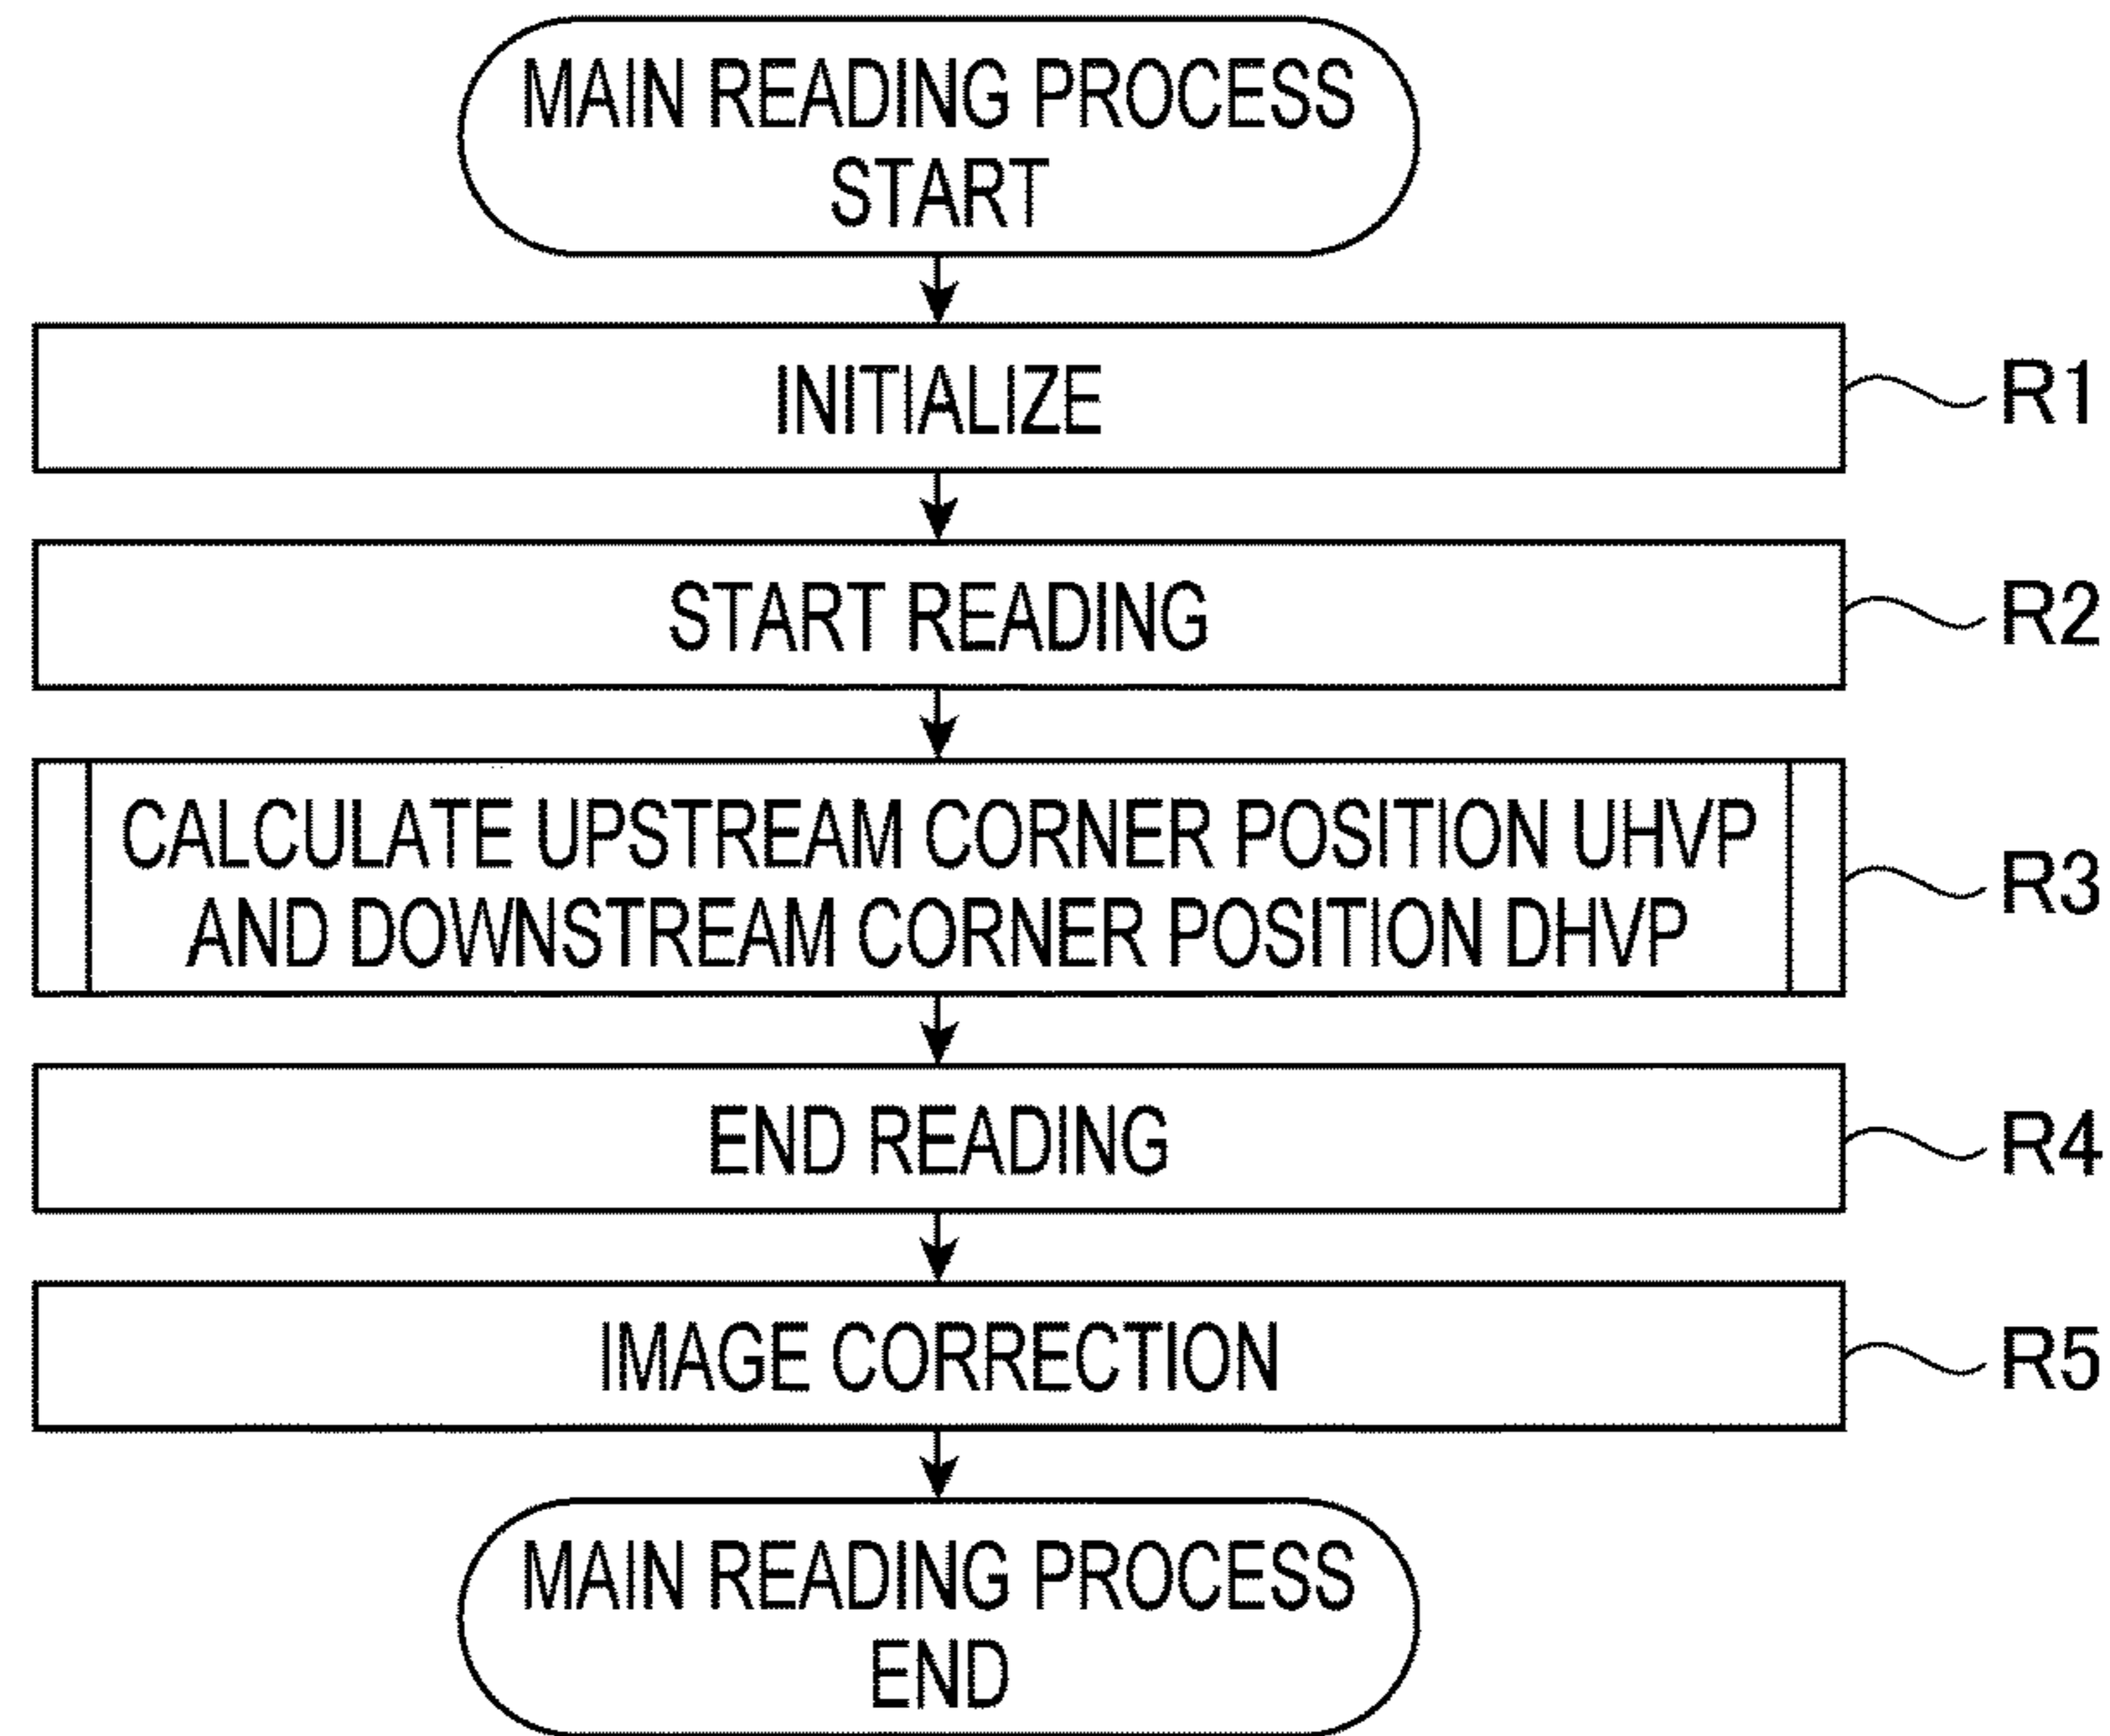 MAIN READING PROCESS
START
INITIALIZE
R1
START READING
R2
CALCULATE UPSTREAM CORNER POSITION UHVP
AND DOWNSTREAM CORNER POSITION DHVP
R3
END READING
R4
IMAGE CORRECTION
R5
MAIN READING PROCESS
END